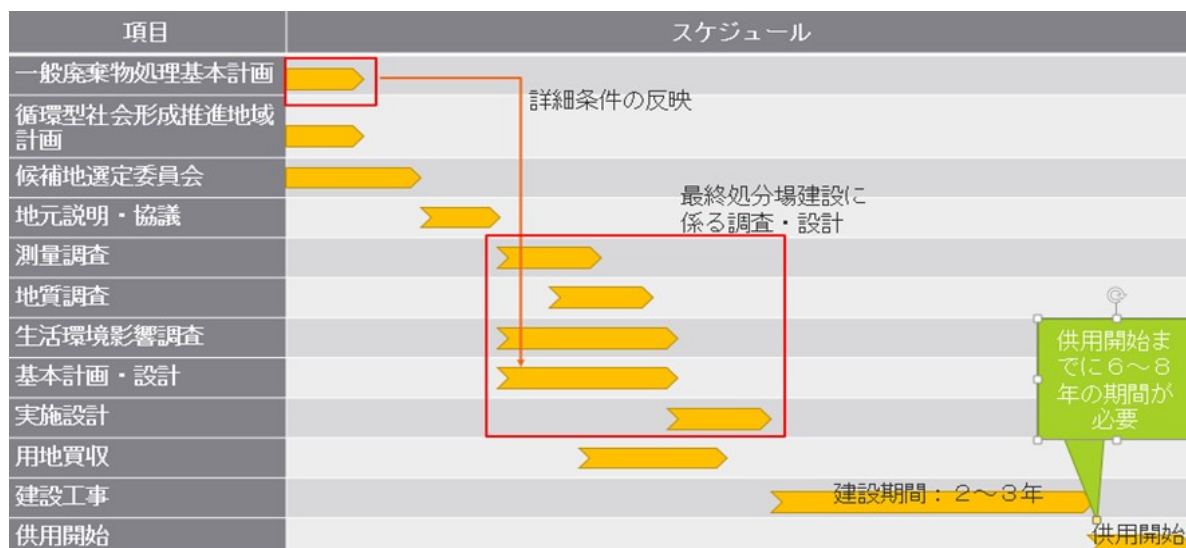 項目
スケジュール
一般廃棄物処理基本計画
詳細条件の反映
循環型社会形成推進地域
計画
候補地選定委員会
最終処分場建設に
係る調査・設計
地元説明・協議
測量調査
地質調査
生活環境影響調査
供用開始ま
でに６～８
年の期間が
必要
基本計画・設計
実施設計
用地買収
建設工事
建設期間：２～３年
供用開始
供用開始